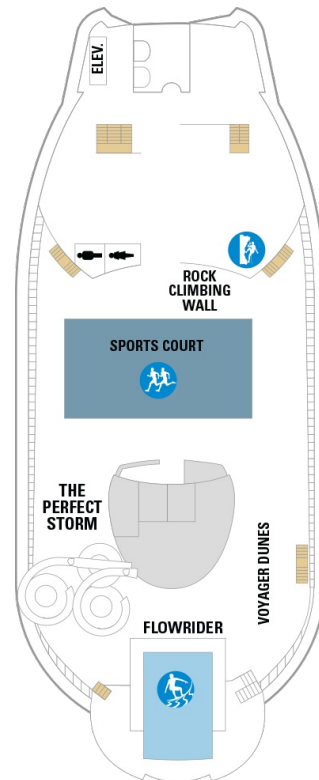 ELEV.
ROCK
CLIMBING
WALL
SPORTS COURT
THE
PERFECT
STORM
VOYAGER DUNES
FLOWRIDER